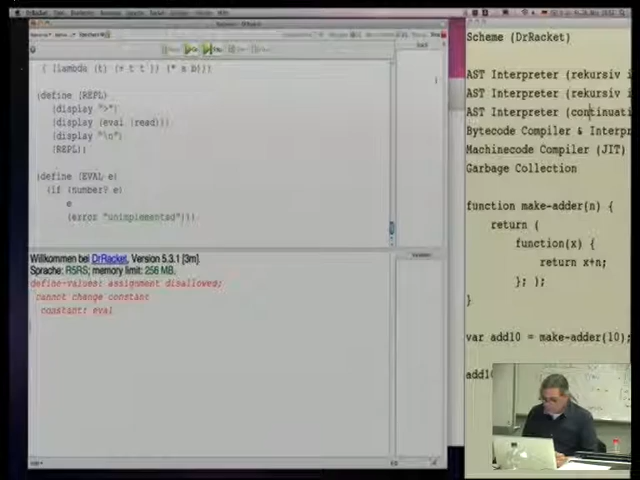 ( (lambda (t) (+ t t )) (* a b)))
(define (REPL)
(display ">")
(display (eval (read)))
(display "\n")
(REPL))
(define (EVAL e)
(if (number? e)
e
(error "unimplemented")))
Willkommen bei DrRacket, Version 5.3.1 [3m].
Sprache: R5RS; memory limit: 256 MB.
define-values: assignment disallowed;
cannot change constant
constant: eval
Scheme (DrRacket)
AST Interpreter (rekursiv i
AST Interpreter (rekursiv i
AST Interpreter (continuati
Bytecode Compiler & Interpr
Machinecode Compiler (JIT)
Garbage Collection
function make-adder(n) {
return (
function(x) {
return x+n;
}; );
}
var add10 = make-adder(10);
add10